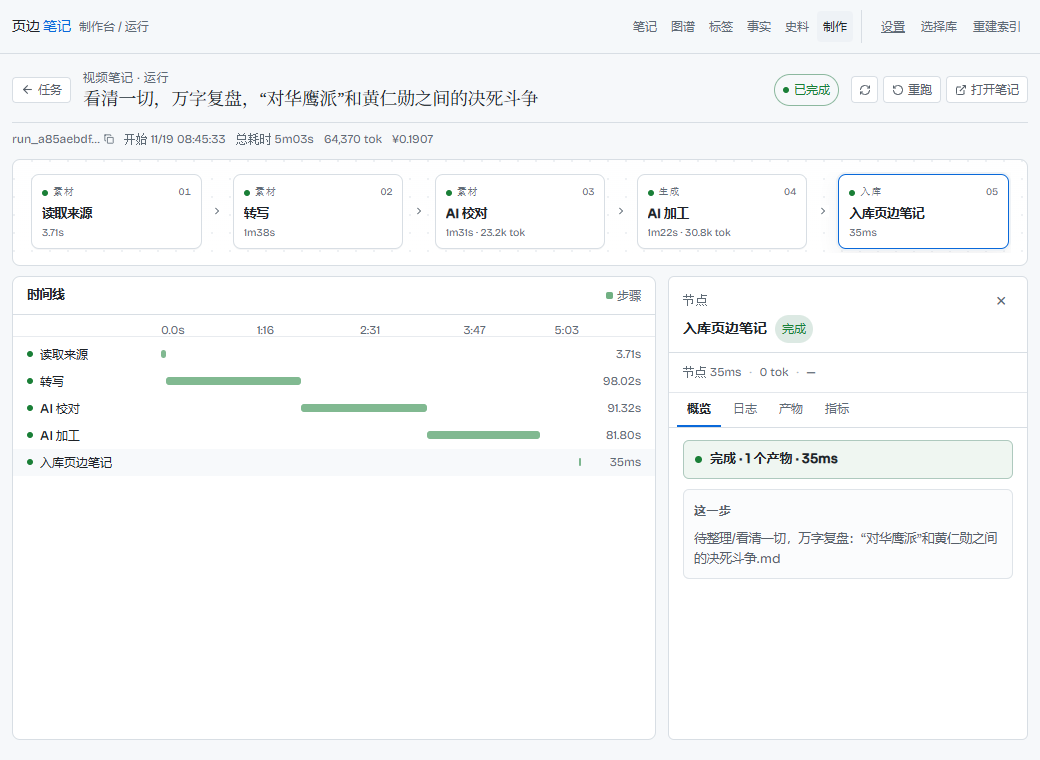 页边 笔记 制作台 / 运行 笔记 图谱 标签 事实 史料 制作 设置 选择库 重建索引
← 任务
视频笔记 · 运行
看清一切，万字复盘，“对华鹰派”和黄仁勋之间的决死斗争
已完成 重跑 打开笔记
run_a85aebdf... 开始 11/19 08:45:33 总耗时 5m03s 64,370 tok ¥0.1907
素材 01
读取来源
3.71s
素材 02
转写
1m38s
素材 03
AI 校对
1m31s · 23.2k tok
生成 04
AI 加工
1m22s · 30.8k tok
入库 05
入库页边笔记
35ms
时间线 步骤
0.0s 1:16 2:31 3:47 5:03
读取来源 3.71s
转写 98.02s
AI 校对 91.32s
AI 加工 81.80s
入库页边笔记 35ms
节点 ×
入库页边笔记 完成
节点 35ms · 0 tok · —
概览 日志 产物 指标
完成 · 1 个产物 · 35ms
这一步
待整理/看清一切，万字复盘：“对华鹰派”和黄仁勋之间
的决死斗争.md